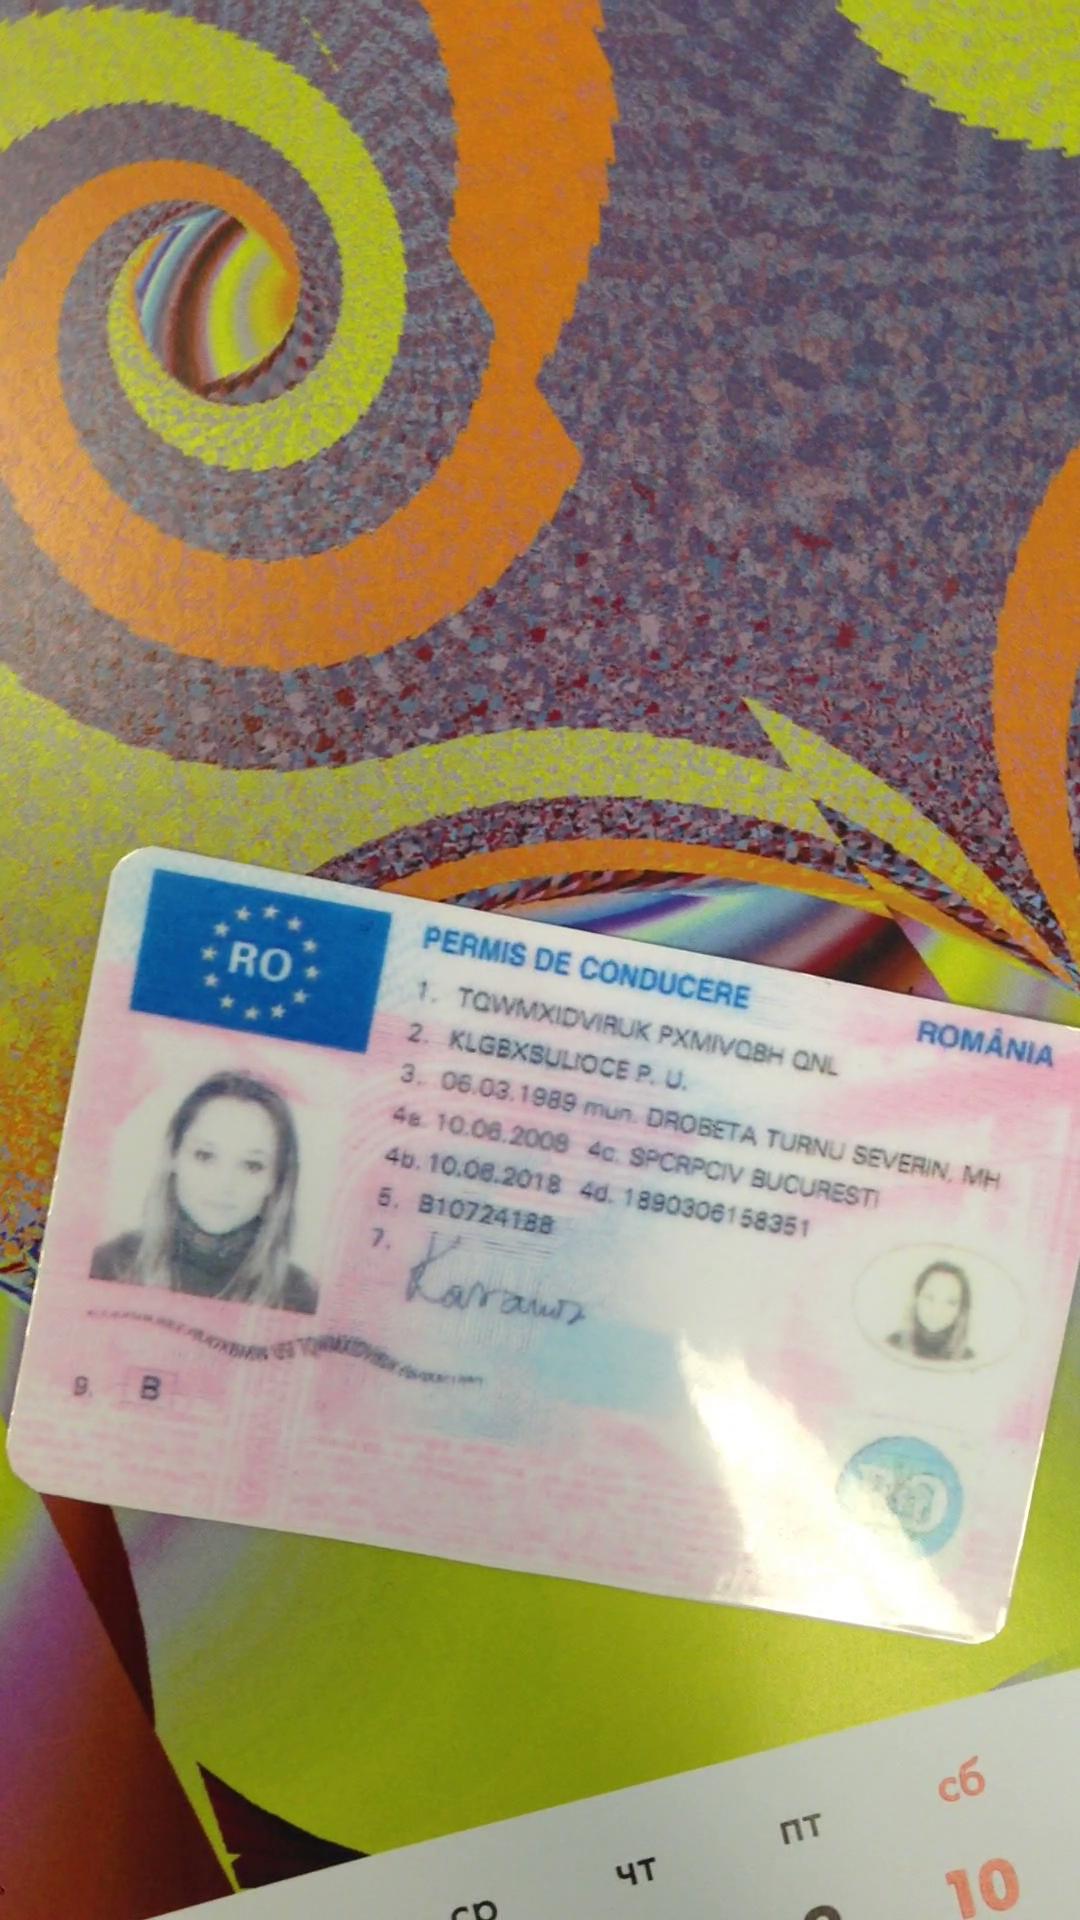 RO
PERMIS DE CONDUCERE
ROMÂNIA
1. TQWMXIDVIRUK PXMIVQBH QNL
2. KLGBXSULIOCE P. U.
3. 06.03.1989 mun. DROBETA TURNU SEVERIN, MH
4a. 10.06.2008 4c. SPCRPCIV BUCURESTI
4b. 10.06.2018 4d. 1890306158351
5. B10724188
7.
9. B
ср чт пт сб
10